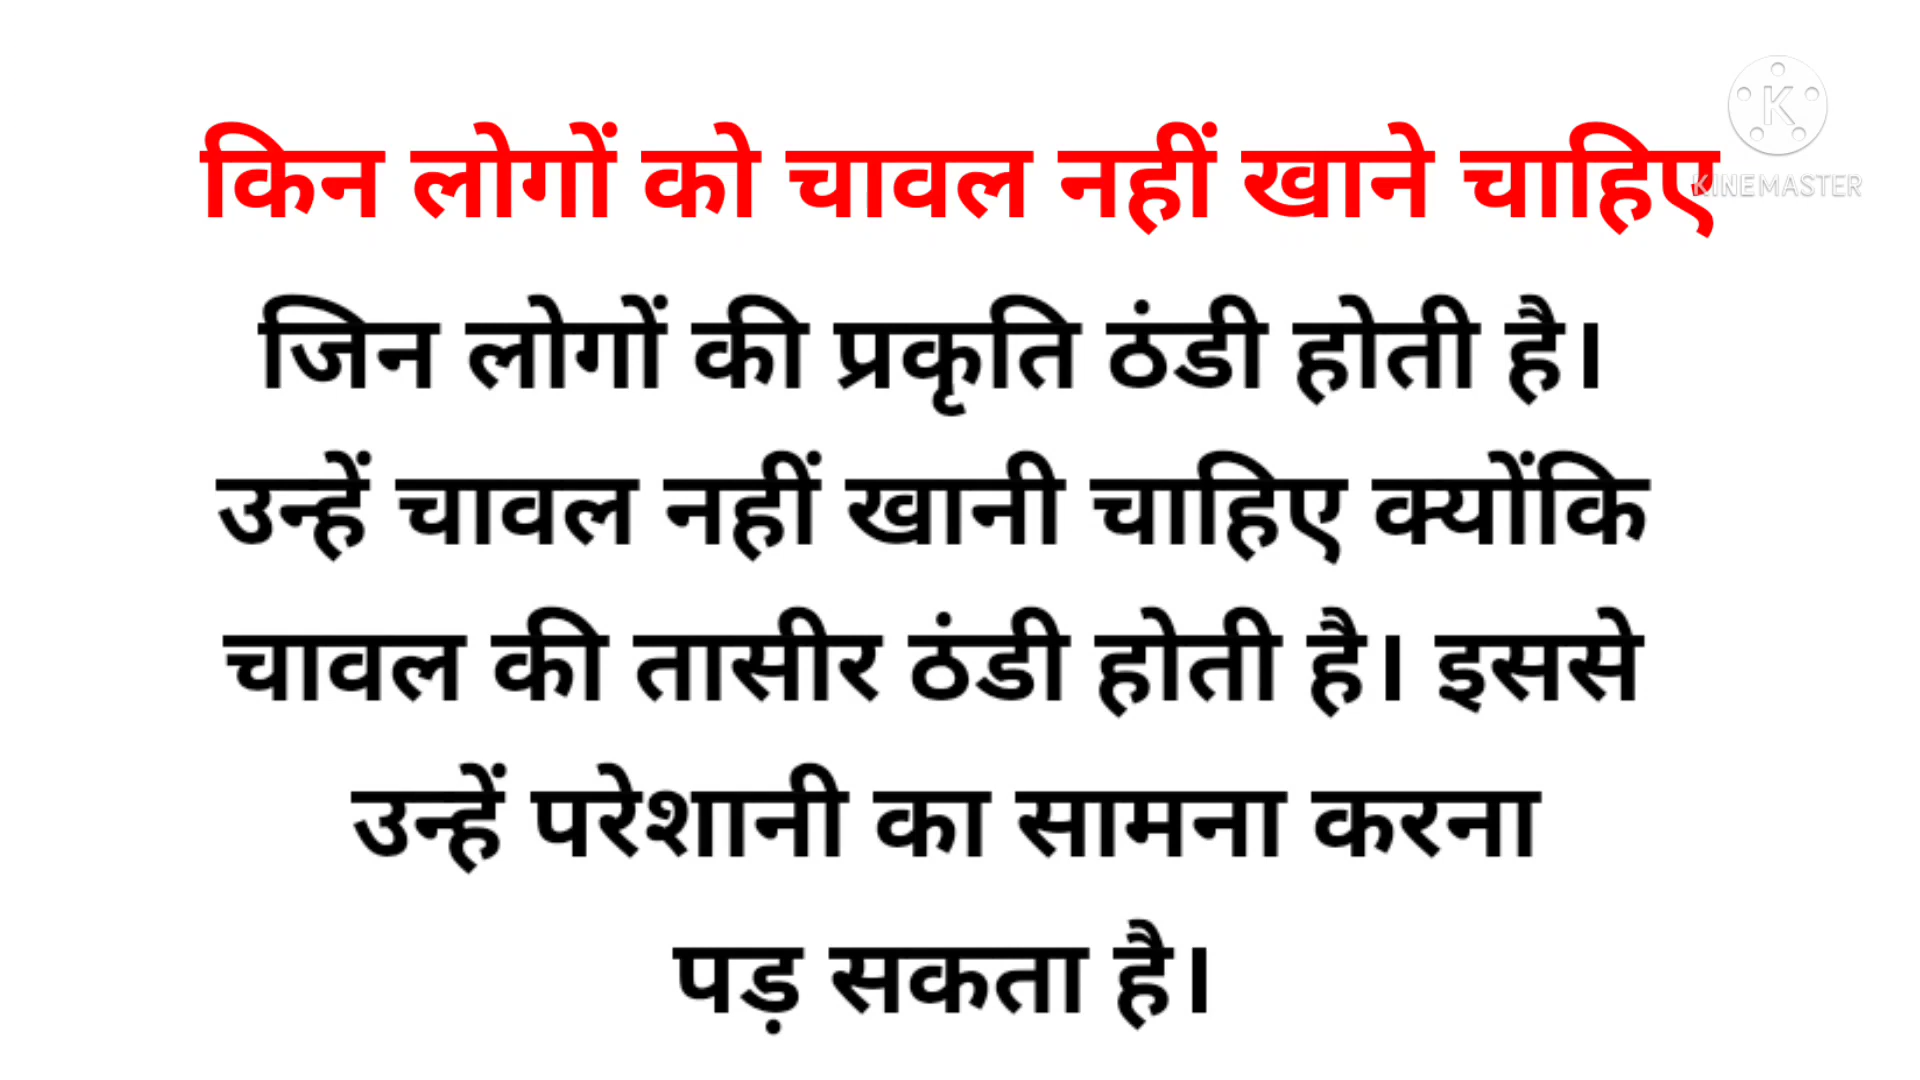 किन लोगों को चावल नहीं खाने चाहिए
जिन लोगों की प्रकृति ठंडी होती है।
उन्हें चावल नहीं खानी चाहिए क्योंकि
चावल की तासीर ठंडी होती है। इससे
उन्हें परेशानी का सामना करना
पड़ सकता है।
K
KINEMASTER